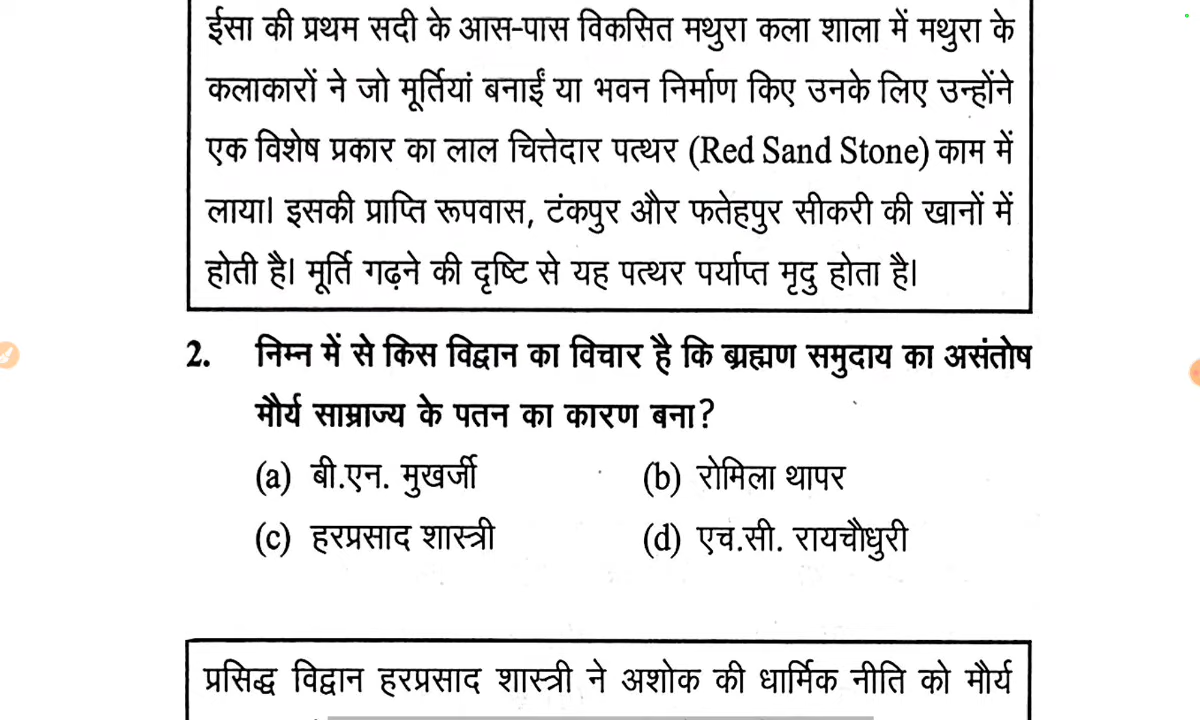 ईसा की प्रथम सदी के आस-पास विकसित मथुरा कला शाला में मथुरा के
कलाकारों ने जो मूर्तियां बनाईं या भवन निर्माण किए उनके लिए उन्होंने
एक विशेष प्रकार का लाल चित्तेदार पत्थर (Red Sand Stone) काम में
लाया। इसकी प्राप्ति रूपवास, टंकपुर और फतेहपुर सीकरी की खानों में
होती है। मूर्ति गढ़ने की दृष्टि से यह पत्थर पर्याप्त मृदु होता है।
2. निम्न में से किस विद्वान का विचार है कि ब्रह्मण समुदाय का असंतोष
मौर्य साम्राज्य के पतन का कारण बना?
(a) बी.एन. मुखर्जी (b) रोमिला थापर
(c) हरप्रसाद शास्त्री (d) एच.सी. रायचौधुरी
प्रसिद्ध विद्वान हरप्रसाद शास्त्री ने अशोक की धार्मिक नीति को मौर्य